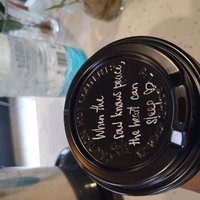 When the
soul knows peace,
the heart can
sleep